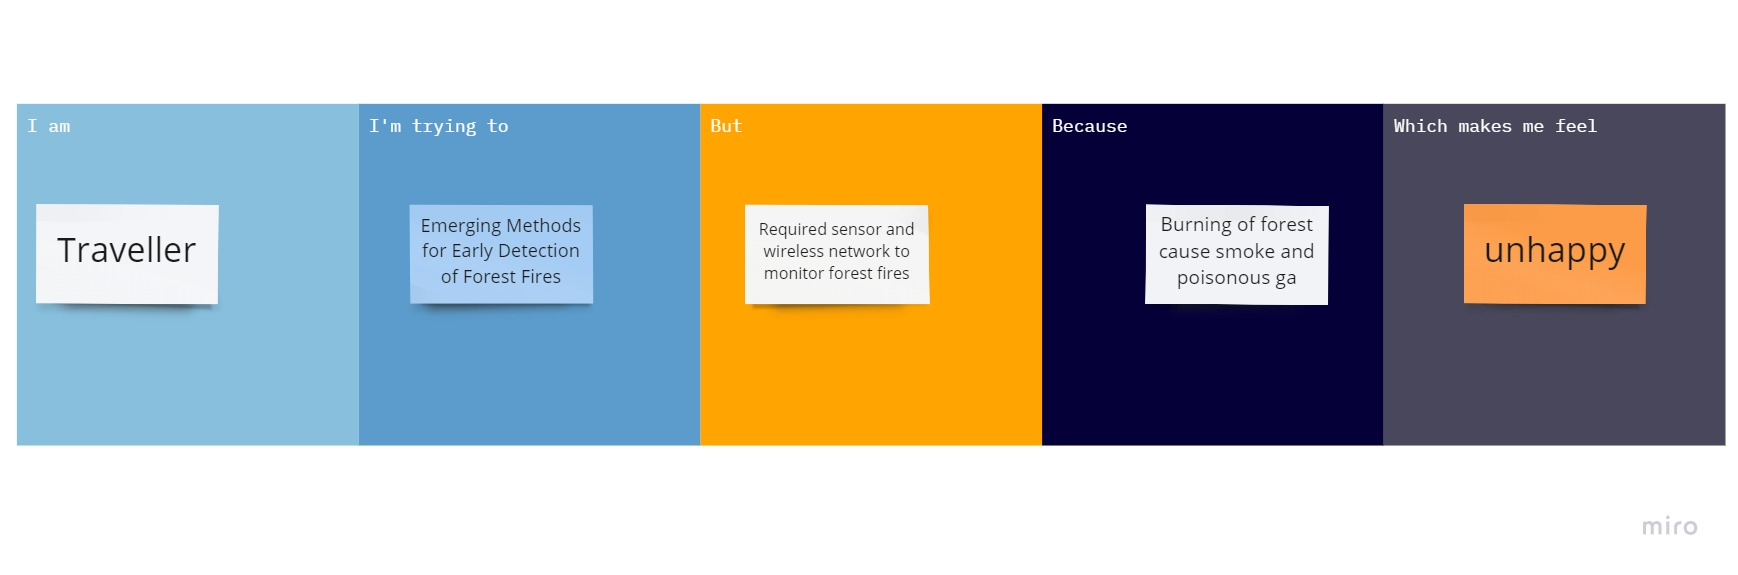 I am
Traveller
I'm trying to
Emerging Methods
for Early Detection
of Forest Fires
But
Required sensor and
wireless network to
monitor forest fires
Because
Burning of forest
cause smoke and
poisonous ga
Which makes me feel
unhappy
miro